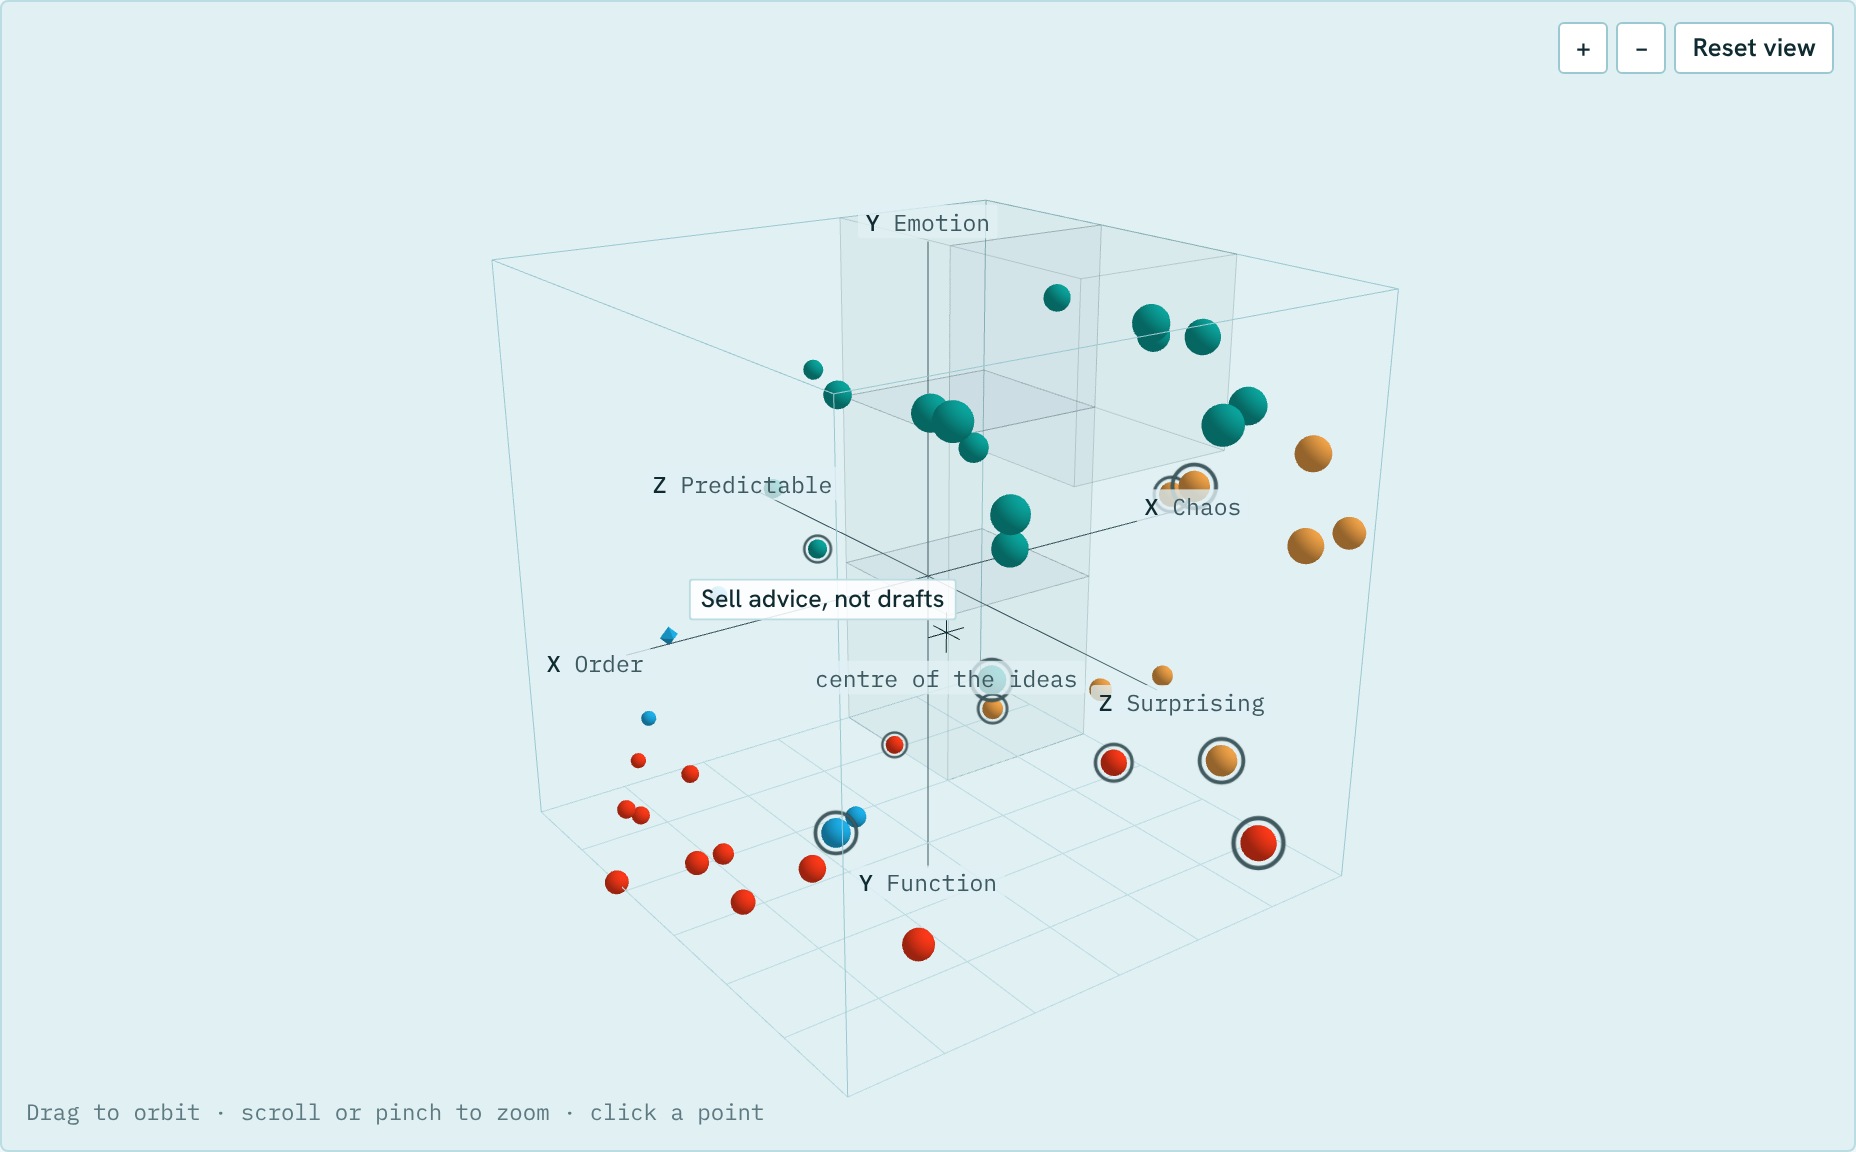 +
-
Reset view
Y Emotion
Z Predictable
X Chaos
Sell advice, not drafts
X Order
centre of the ideas
Z Surprising
Y Function
Drag to orbit · scroll or pinch to zoom · click a point